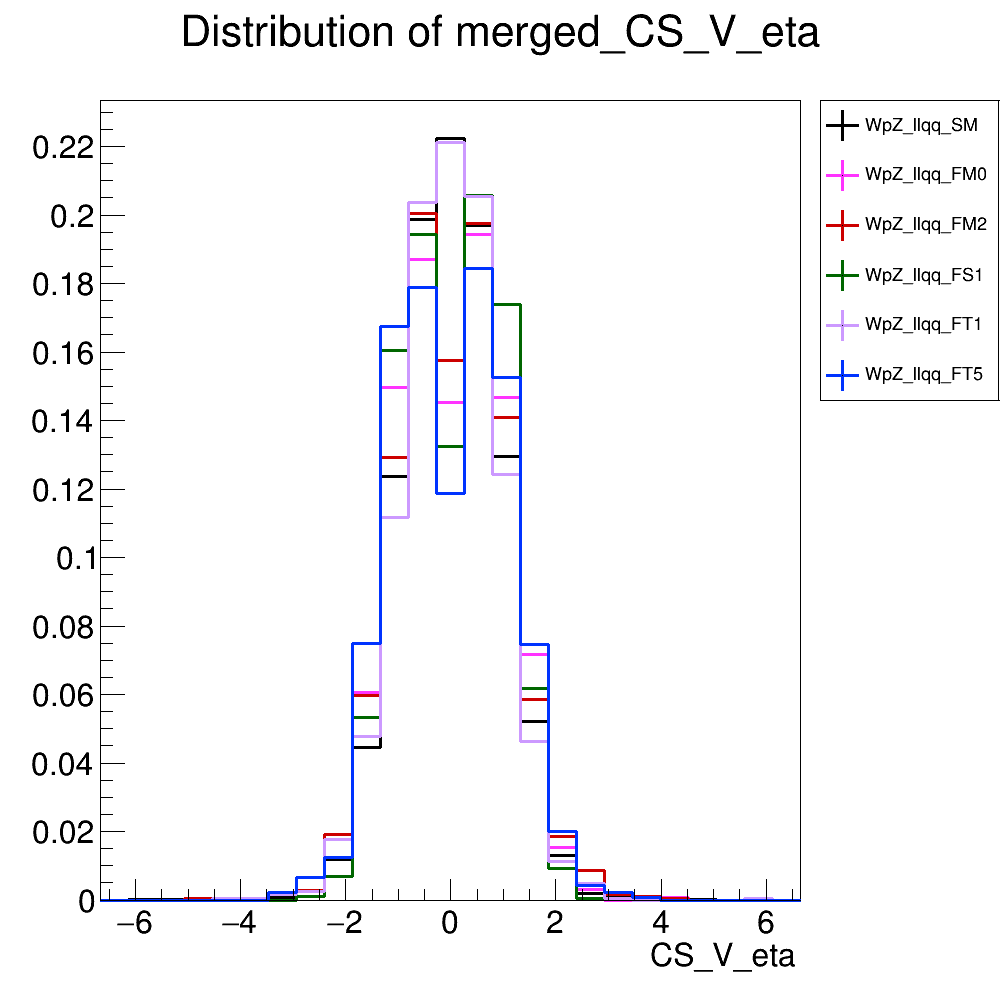 Distribution of merged_CS_V_eta
0.22
0.2
0.18
0.16
0.14
0.12
0.1
0.08
0.06
0.04
0.02
0
−6
−4
−2
0
2
4
6
CS_V_eta
WpZ_llqq_SM
WpZ_llqq_FM0
WpZ_llqq_FM2
WpZ_llqq_FS1
WpZ_llqq_FT1
WpZ_llqq_FT5